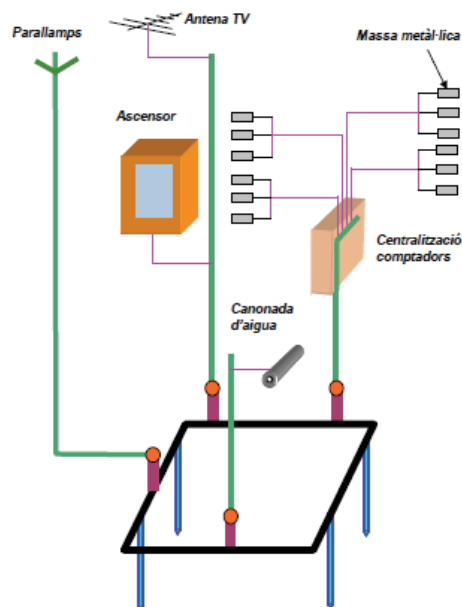 Antena TV
Parallamps
Massa metàl·lica
Ascensor
Centralització
comptadors
Canonada
d'aigua